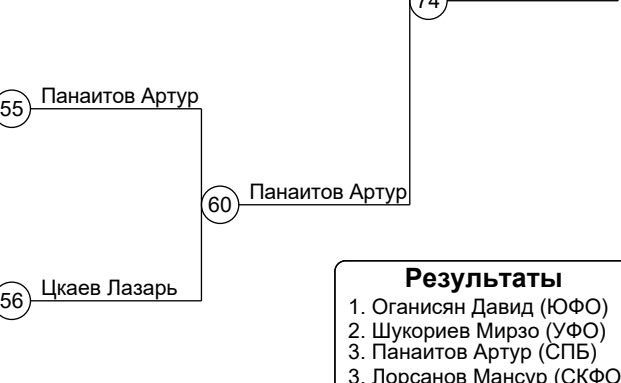 74
Панаитов Артур
55
Панаитов Артур
60
Цкаев Лазарь
56
Результаты
1. Оганисян Давид (ЮФО)
2. Шукориев Мирзо (УФО)
3. Панаитов Артур (СПБ)
3. Дорсанов Мансур (СКФО